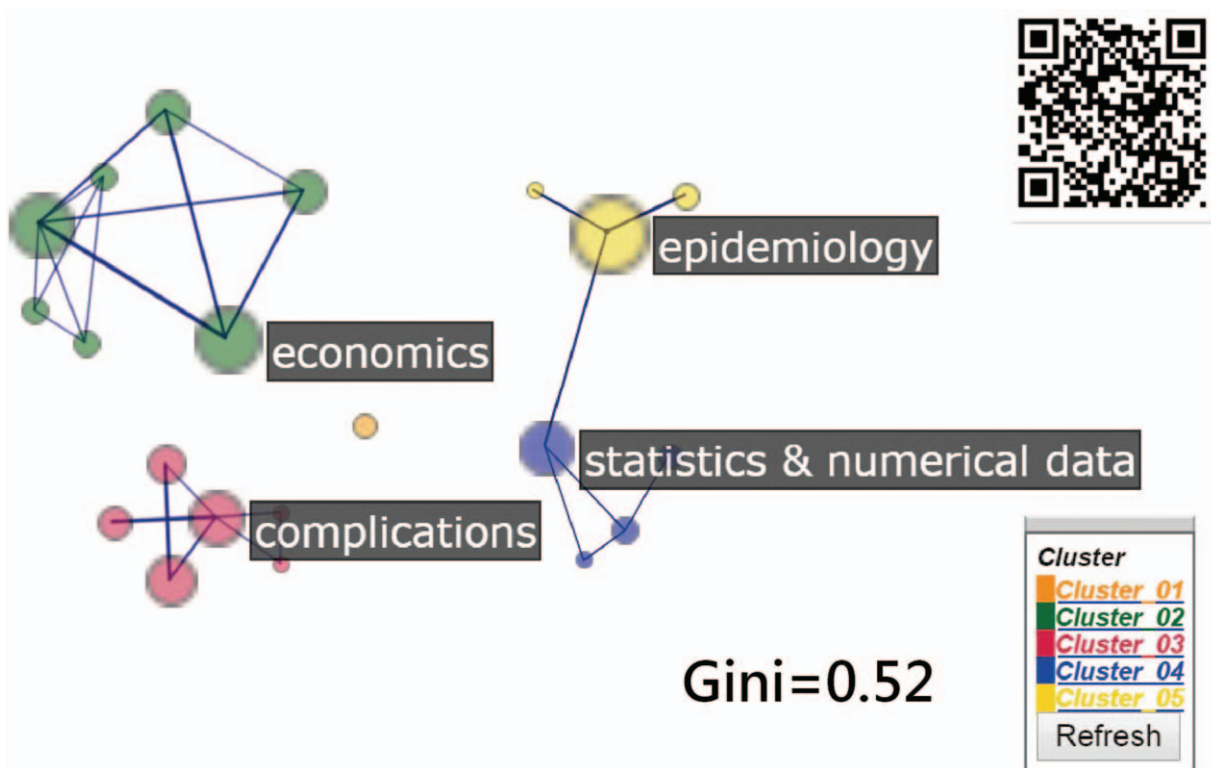 epidemiology
economics
statistics & numerical data
complications
Cluster
Cluster_01
Cluster_02
Cluster_03
Cluster_04
Cluster_05
Gini=0.52
Refresh